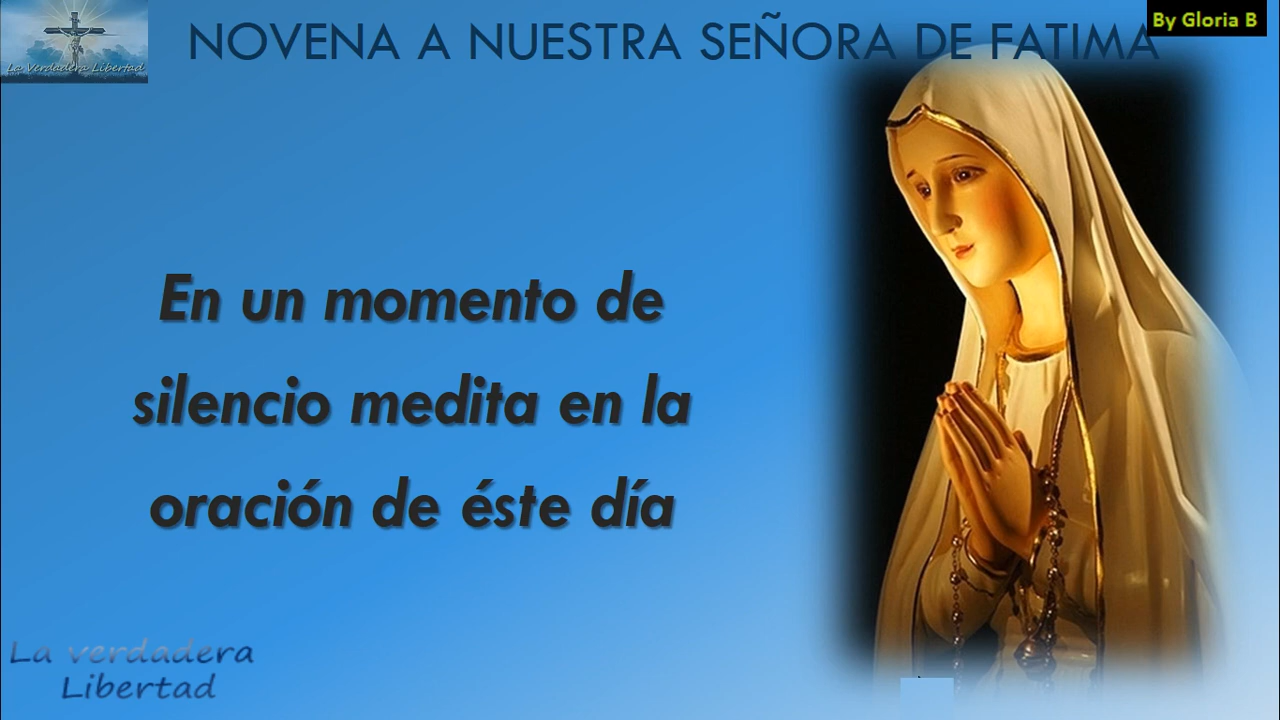 By Gloria B
NOVENA A NUESTRA SEÑORA DE FATIMA
La Verdadera Libertad
En un momento de
silencio medita en la
oración de éste día
La verdadera
Libertad